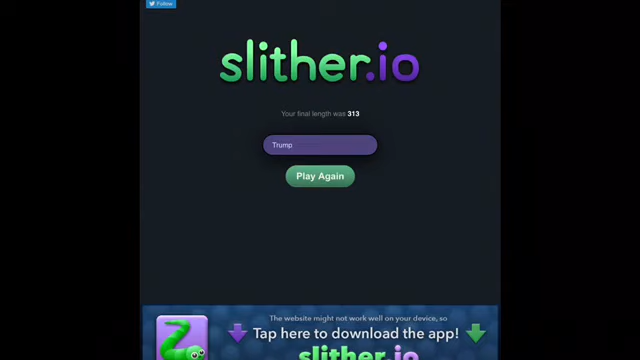 Follow
slither.io
Your final length was 313
Trump
Play Again
The website might not work well on your device, so
Tap here to download the app!
slither.io